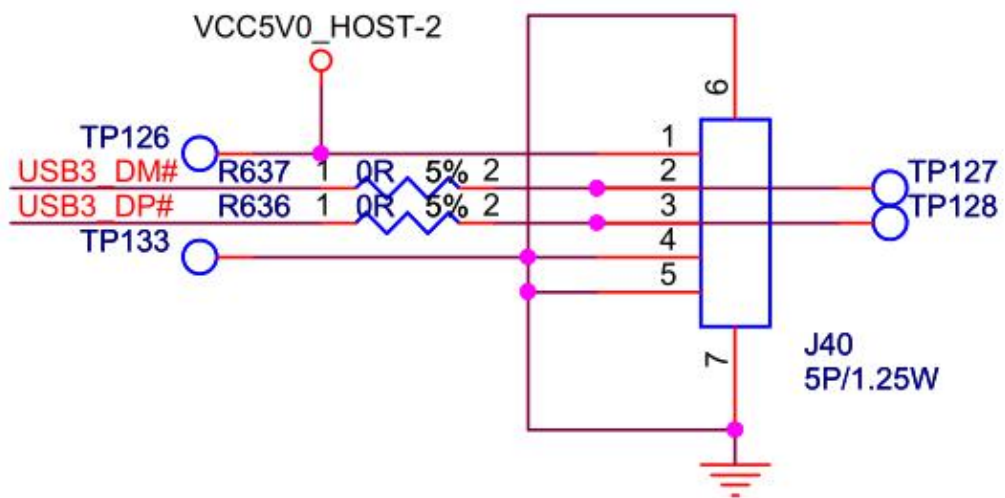 VCC5V0_HOST-2
6
TP126
1
USB3_DM# R637 1 0R 5% 2 2 TP127
USB3_DP# R636 1 0R 5% 2 3 TP128
TP133 4
5
7
J40
5P/1.25W